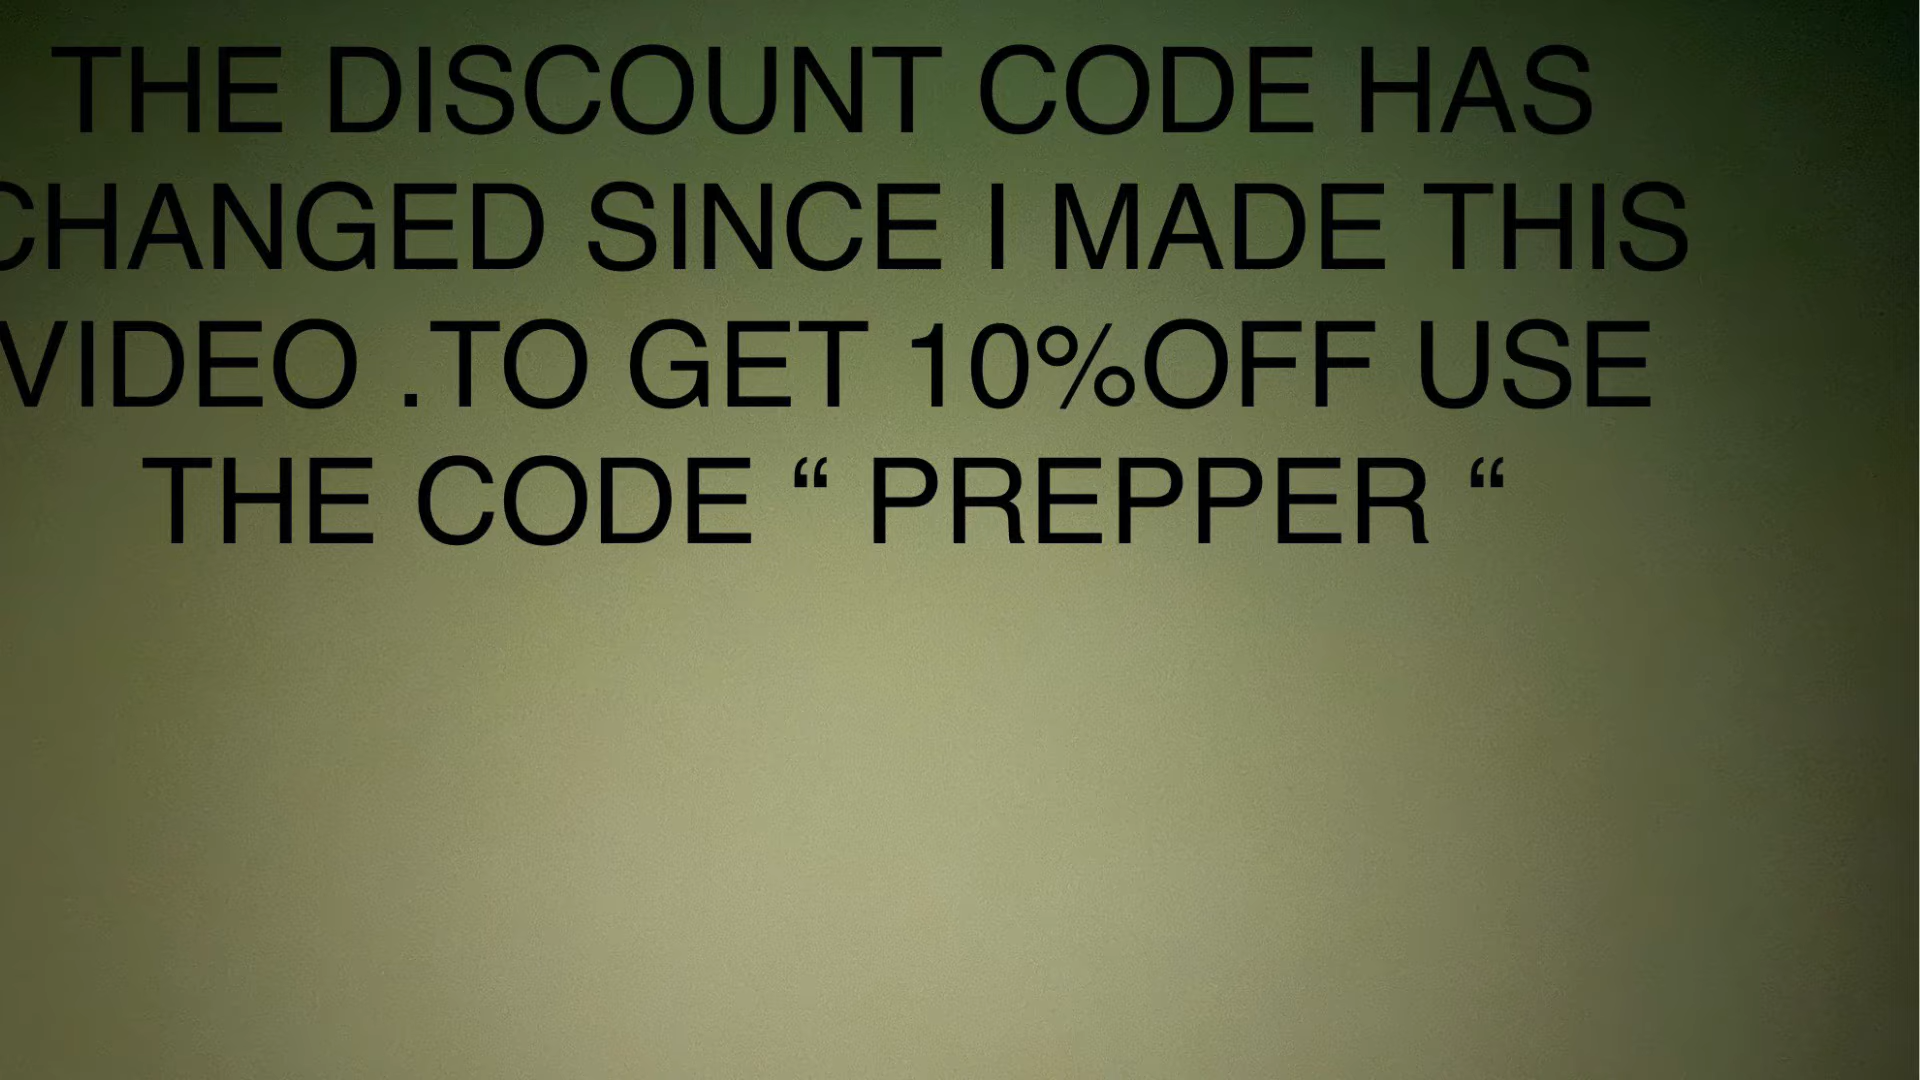 THE DISCOUNT CODE HAS
CHANGED SINCE I MADE THIS
VIDEO .TO GET 10%OFF USE
THE CODE “ PREPPER “